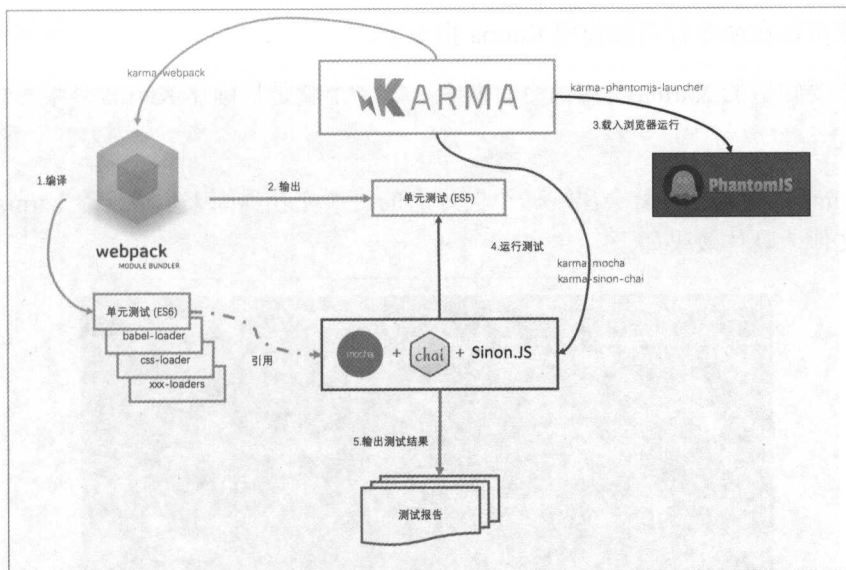 karma-webpack
KARMA
karma-phantomjs-launcher
3.载入浏览器运行
PhantomJS
1.编译
2. 输出
单元测试 (ES5)
webpack
MODULE BUNDLER
4.运行测试
karma-mocha
karma-sinon-chai
单元测试 (ES6)
babel-loader
css-loader
xxx-loaders
引用
mocha + chai + Sinon.JS
5.输出测试结果
测试报告